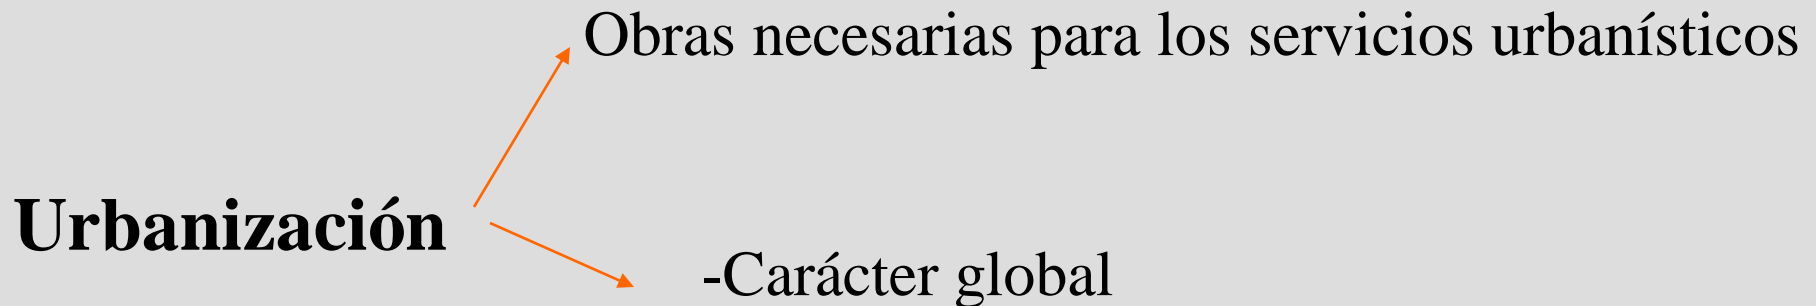 Obras necesarias para los servicios urbanísticos
Urbanización
-Carácter global